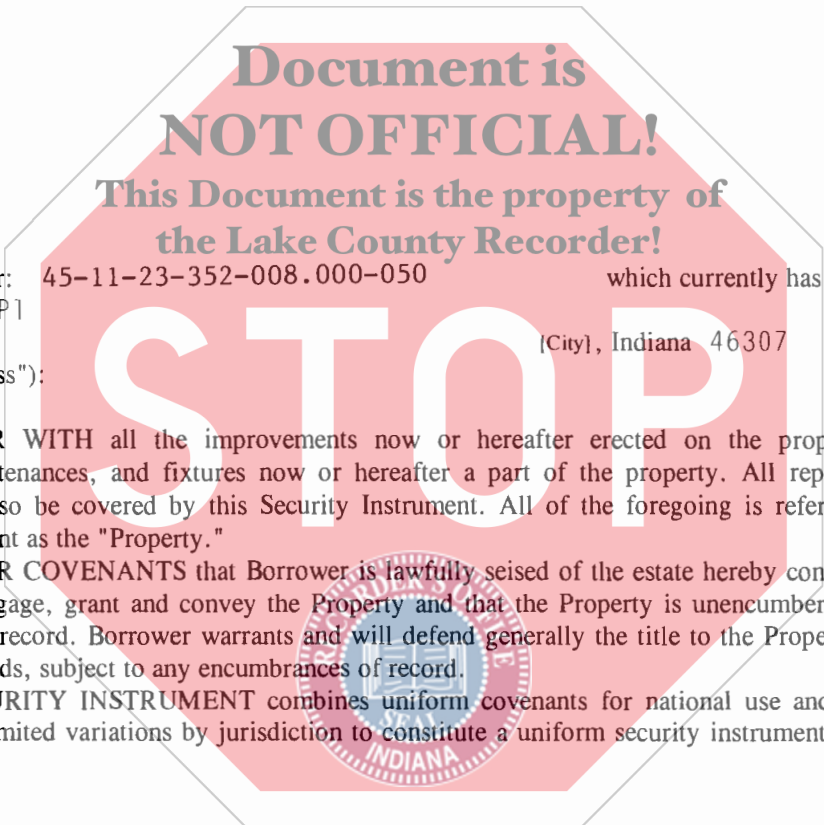 Document is
NOT OFFICIAL!
This Document is the property of
the Lake County Recorder!
r: 45-11-23-352-008.000-050 which currently has
P]
[City], Indiana 46307
ss"):
STOP
R WITH all the improvements now or hereafter erected on the prop
tenances, and fixtures now or hereafter a part of the property. All rep
so be covered by this Security Instrument. All of the foregoing is refer
nt as the "Property."
R COVENANTS that Borrower is lawfully seised of the estate hereby con
gage, grant and convey the Property and that the Property is unencumber
record. Borrower warrants and will defend generally the title to the Prope
ds, subject to any encumbrances of record.
URITY INSTRUMENT combines uniform covenants for national use and
mited variations by jurisdiction to constitute a uniform security instrument
RECORDER'S OFFICE
SEAL
INDIANA